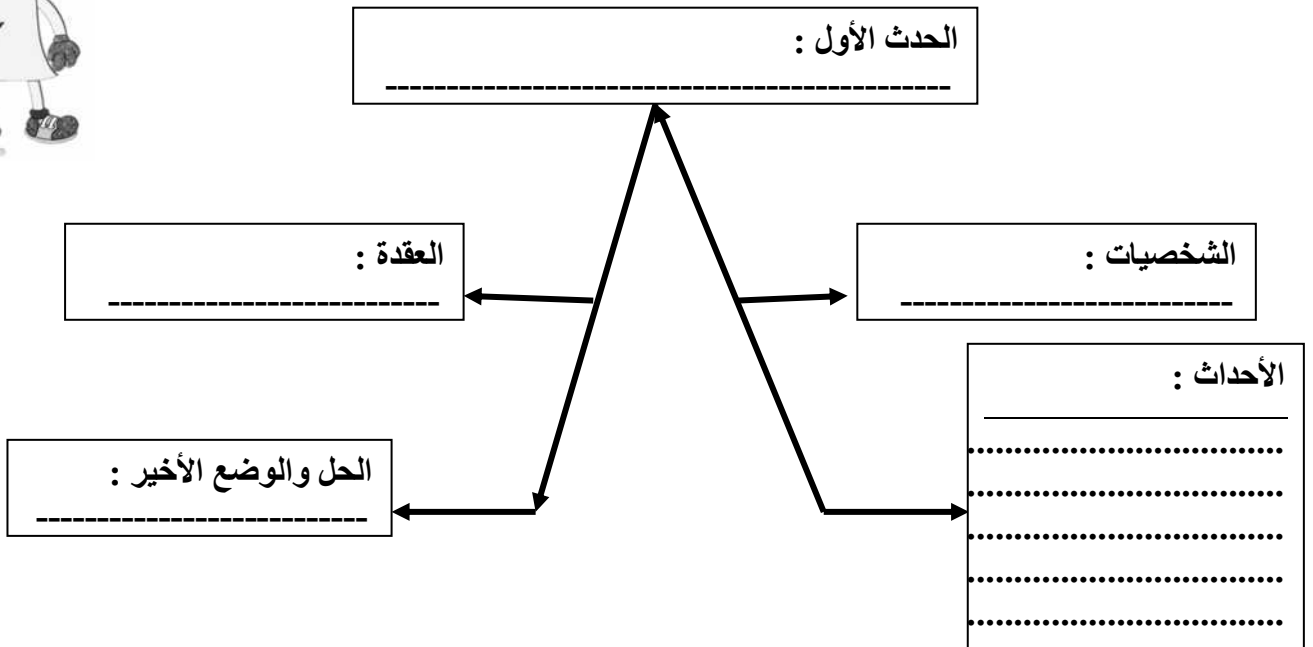 الحدث الأول :
----------------------------------------------
الشخصيات :
---------------------------
العقدة :
---------------------------
الأحداث :
..................................
..................................
..................................
..................................
..................................
الحل والوضع الأخير :
---------------------------